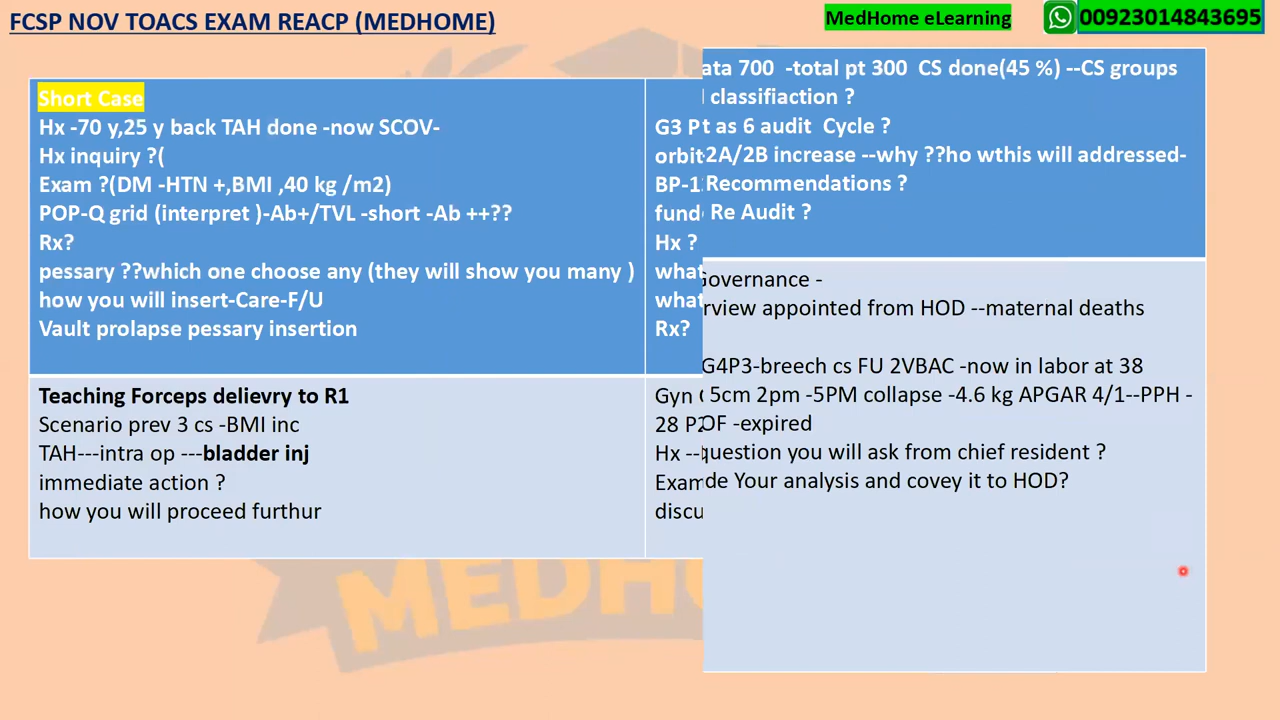 FCSP NOV TOACS EXAM REACP (MEDHOME)
MedHome eLearning
00923014843695
Short Case
Hx -70 y,25 y back TAH done -now SCOV-
Hx inquiry ?(
Exam ?(DM -HTN +,BMI ,40 kg /m2)
POP-Q grid (interpret )-Ab+/TVL -short -Ab ++??
Rx?
pessary ??which one choose any (they will show you many )
how you will insert-Care-F/U
Vault prolapse pessary insertion
Teaching Forceps delievry to R1
Scenario prev 3 cs -BMI inc
TAH---intra op ---bladder inj
immediate action ?
how you will proceed furthur
G3 P
BP-1
Hx ?
what
what
Rx?
Gyn
28 P2
Hx --
Exam
discu
700 -total pt 300 CS done(45 %) --CS groups
classifiaction ?
as 6 audit Cycle ?
2A/2B increase --why ??ho wthis will addressed-
Recommendations ?
Re Audit ?
overnance -
rview appointed from HOD --maternal deaths
G4P3-breech cs FU 2VBAC -now in labor at 38
5cm 2pm -5PM collapse -4.6 kg APGAR 4/1--PPH -
OF -expired
uestion you will ask from chief resident ?
de Your analysis and covey it to HOD?
MEDHO